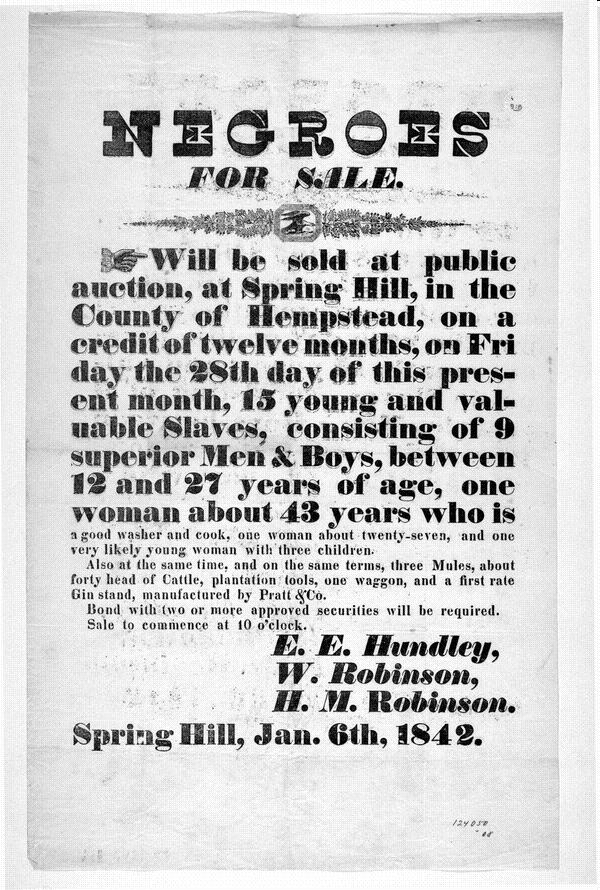 NEGROES
FOR SALE.
Will be sold at public
auction, at Spring Hill, in the
County of Hempstead, on a
credit of twelve months, on Fri
day the 28th day of this pres-
ent month, 15 young and val-
uable Slaves, consisting of 9
superior Men & Boys, between
12 and 27 years of age, one
woman about 43 years who is
a good washer and cook, one woman about twenty-seven, and one
very likely young woman with three children.
Also at the same time, and on the same terms, three Mules, about
forty head of Cattle, plantation tools, one waggon, and a first rate
Gin stand, manufactured by Pratt & Co.
Bond with two or more approved securities will be required.
Sale to commence at 10 o'clock.
E. E. Hundley,
W. Robinson,
H. M. Robinson.
Spring Hill, Jan. 6th, 1842.
124050
'08